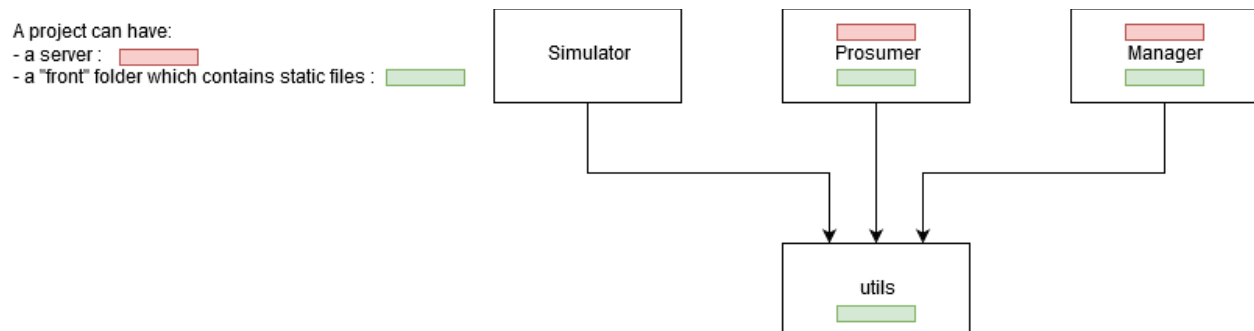 A project can have:
- a server :
- a "front" folder which contains static files :
Simulator
Prosumer
Manager
utils